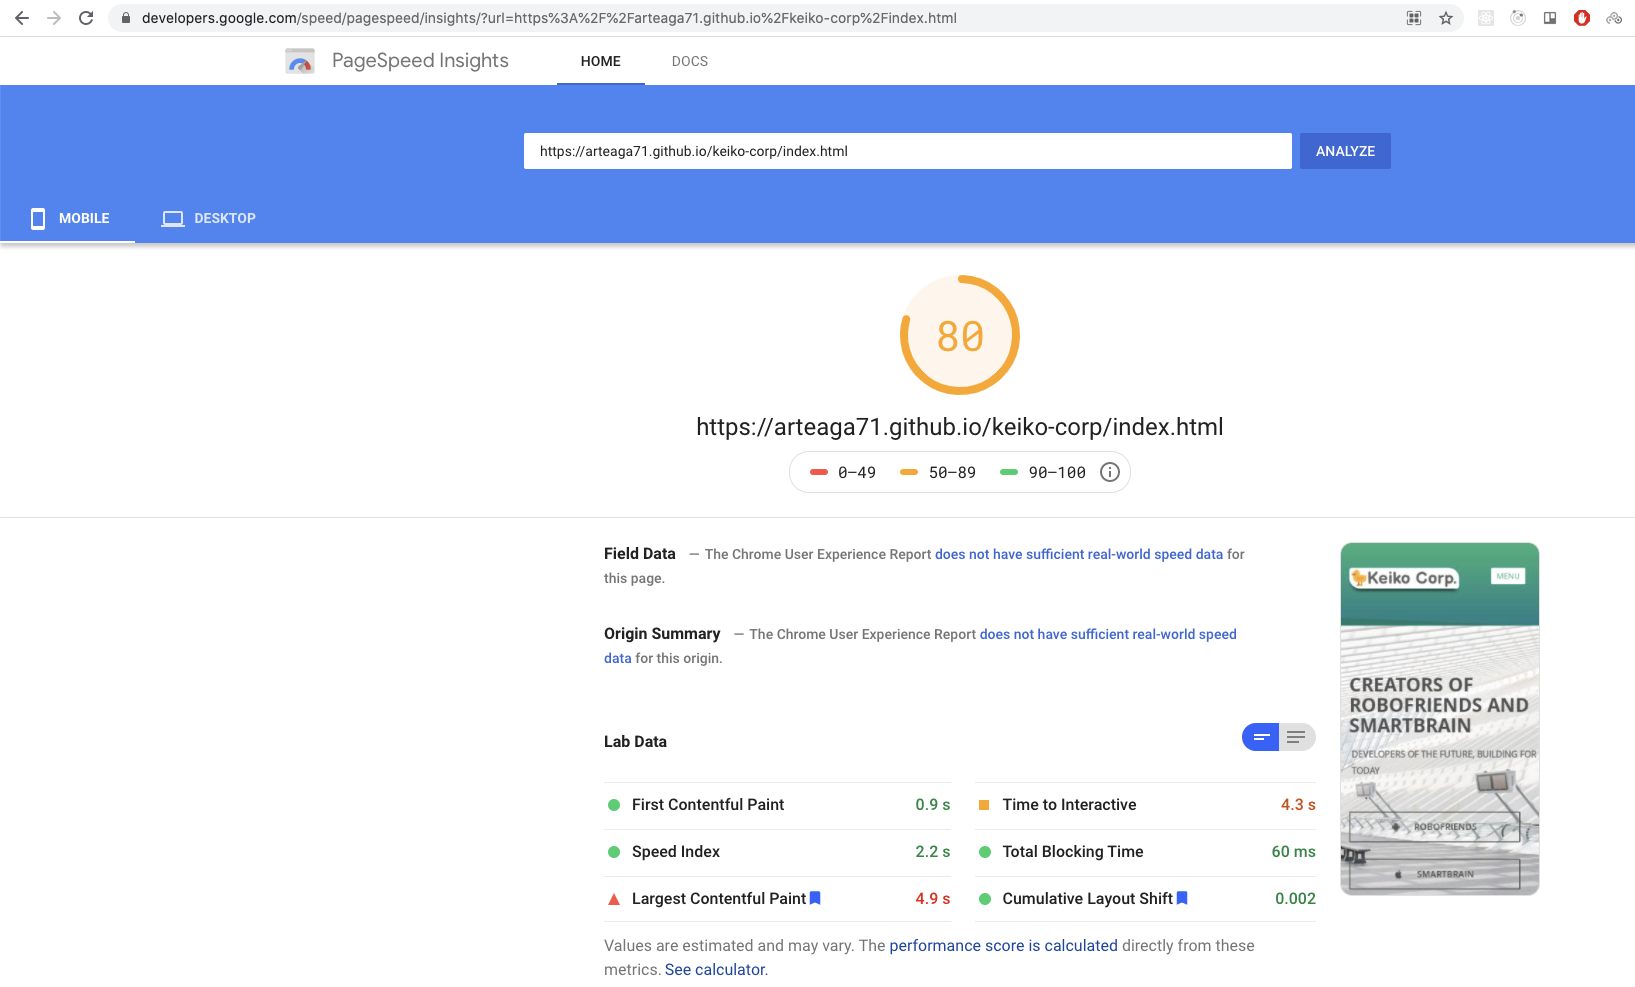 developers.google.com/speed/pagespeed/insights/?url=https%3A%2F%2Farteaga71.github.io%2Fkeiko-corp%2Findex.html
PageSpeed Insights
HOME
DOCS
https://arteaga71.github.io/keiko-corp/index.html
ANALYZE
MOBILE
DESKTOP
80
https://arteaga71.github.io/keiko-corp/index.html
0–49
50–89
90–100
Field Data — The Chrome User Experience Report does not have sufficient real-world speed data for
this page.
Origin Summary — The Chrome User Experience Report does not have sufficient real-world speed
data for this origin.
Lab Data
First Contentful Paint 0.9 s
Time to Interactive 4.3 s
Speed Index 2.2 s
Total Blocking Time 60 ms
Largest Contentful Paint 4.9 s
Cumulative Layout Shift 0.002
Values are estimated and may vary. The performance score is calculated directly from these
metrics. See calculator.
Keiko Corp.
MENU
CREATORS OF
ROBOFRIENDS AND
SMARTBRAIN
DEVELOPERS OF THE FUTURE, BUILDING FOR
TODAY
ROBOFRIENDS
SMARTBRAIN